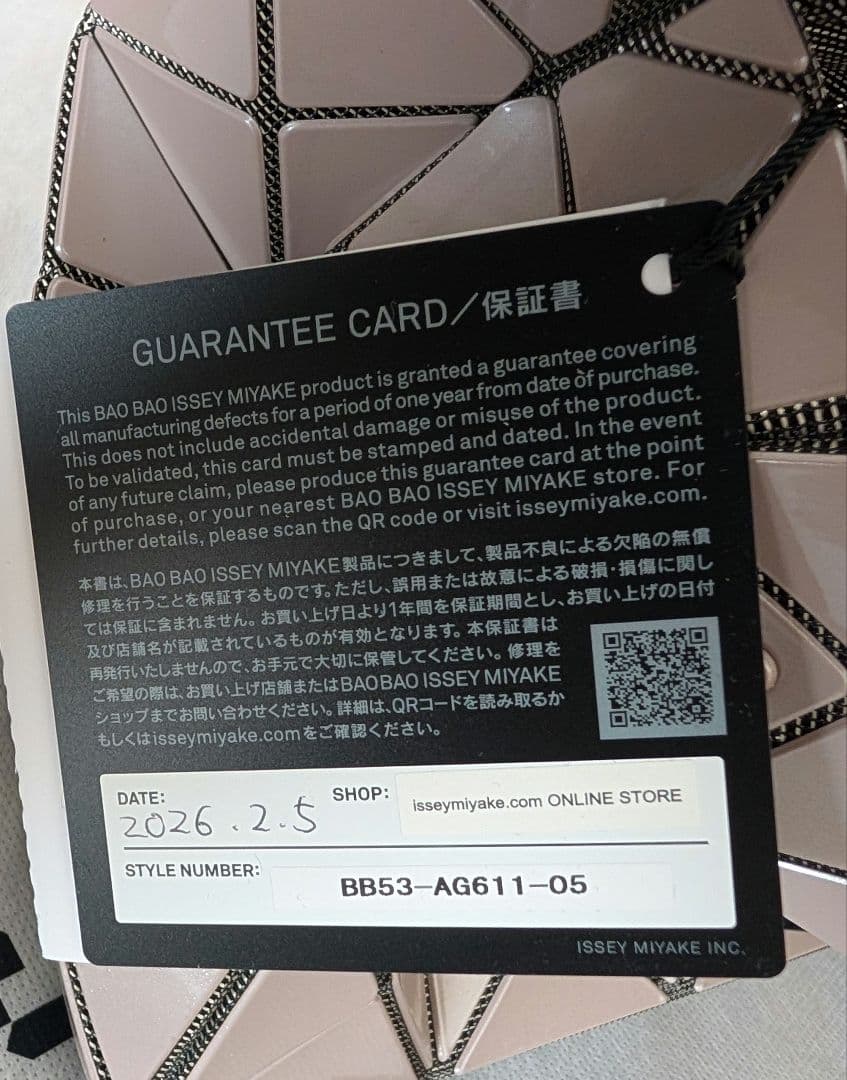 GUARANTEE CARD/保証書
This BAO BAO ISSEY MIYAKE product is granted a guarantee covering
all manufacturing defects for a period of one year from date of purchase.
This does not include accidental damage or misuse of the product.
To be validated, this card must be stamped and dated. In the event
of any future claim, please produce this guarantee card at the point
of purchase, or your nearest BAO BAO ISSEY MIYAKE store. For
further details, please scan the QR code or visit isseymiyake.com.
本書は、BAO BAO ISSEY MIYAKE製品につきまして、製品不良による欠陥の無償
修理を行うことを保証するものです。ただし、誤用または故意による破損・損傷に関し
ては保証に含まれません。お買い上げ日より1年間を保証期間とし、お買い上げの日付
及び店舗名が記載されているものが有効となります。本保証書は
再発行いたしませんので、お手元で大切に保管してください。修理を
ご希望の際は、お買い上げ店舗またはBAO BAO ISSEY MIYAKE
ショップまでお問い合わせください。詳細は、QRコードを読み取るか
もしくはisseymiyake.comをご確認ください。
DATE: 2026.2.5 SHOP: isseymiyake.com ONLINE STORE
STYLE NUMBER: BB53-AG611-05
ISSEY MIYAKE INC.